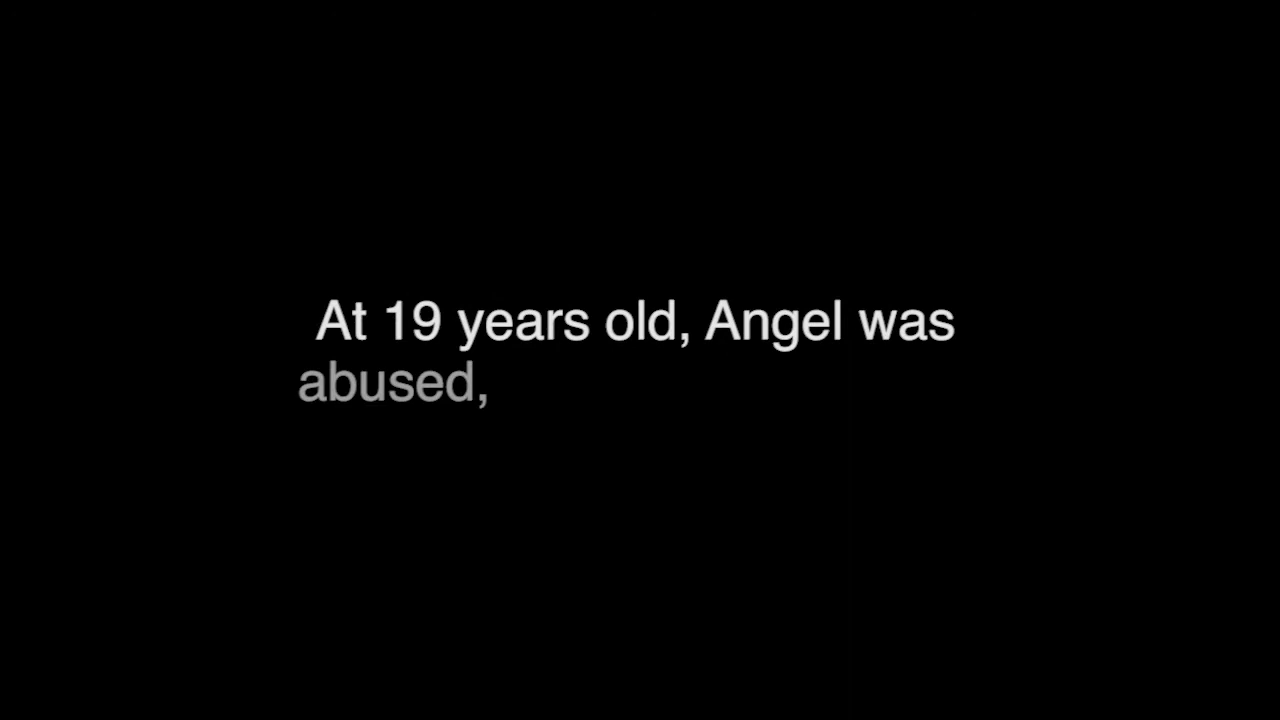 At 19 years old, Angel was
abused,